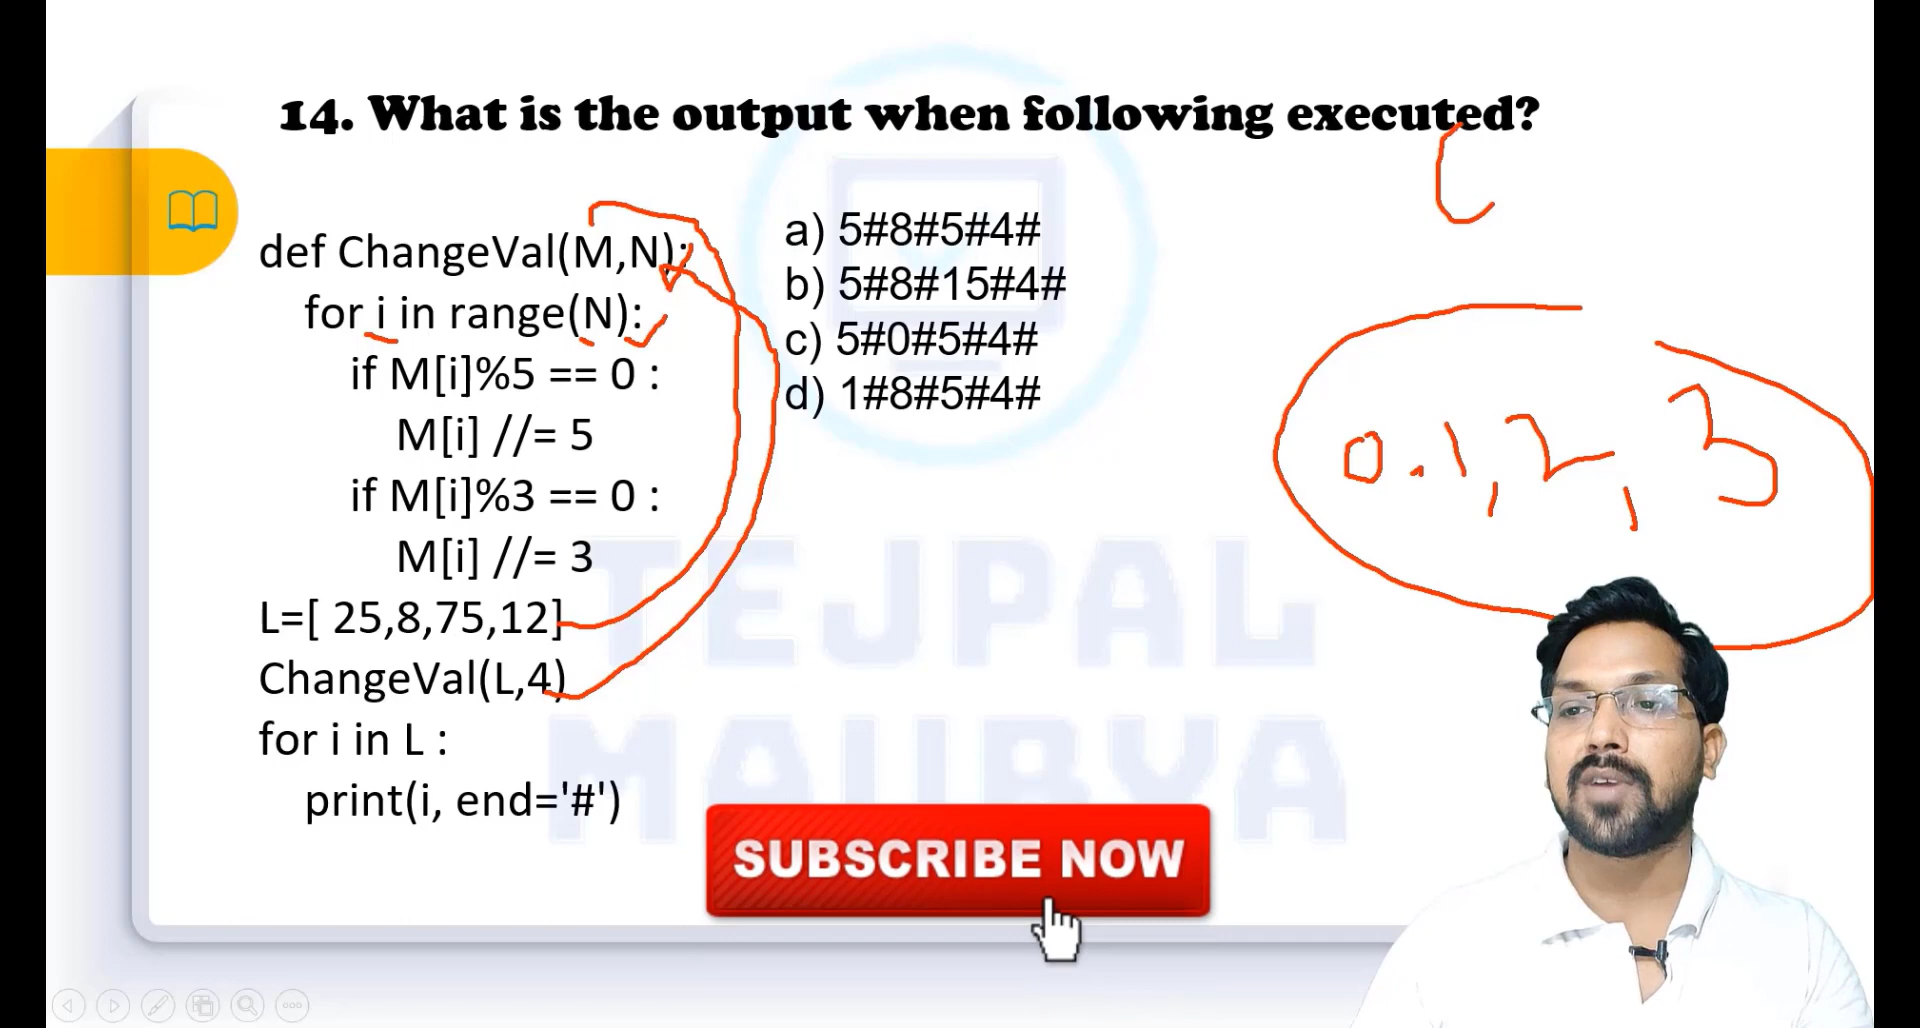 14. What is the output when following executed?
def ChangeVal(M,N):
for i in range(N):
if M[i]%5 == 0 :
M[i] //= 5
if M[i]%3 == 0 :
M[i] //= 3
L=[ 25,8,75,12]
ChangeVal(L,4)
for i in L :
print(i, end='#')
a) 5#8#5#4#
b) 5#8#15#4#
c) 5#0#5#4#
d) 1#8#5#4#
0,1,2,3
TEJPAL
MAURYA
SUBSCRIBE NOW